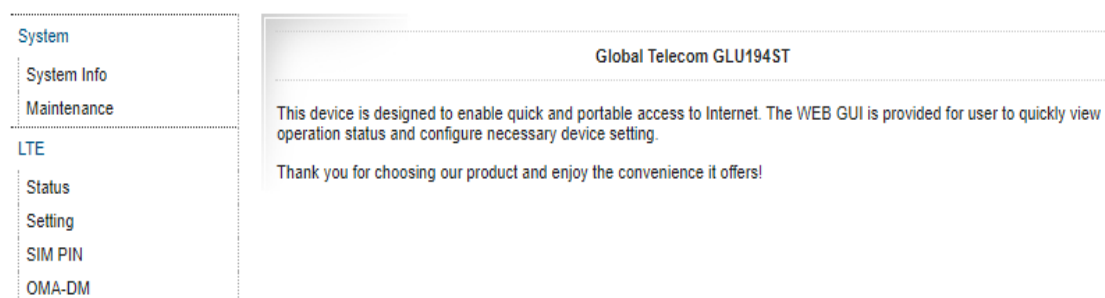 System
System Info
Maintenance
LTE
Status
Setting
SIM PIN
OMA-DM
Global Telecom GLU194ST
This device is designed to enable quick and portable access to Internet. The WEB GUI is provided for user to quickly view
operation status and configure necessary device setting.
Thank you for choosing our product and enjoy the convenience it offers!